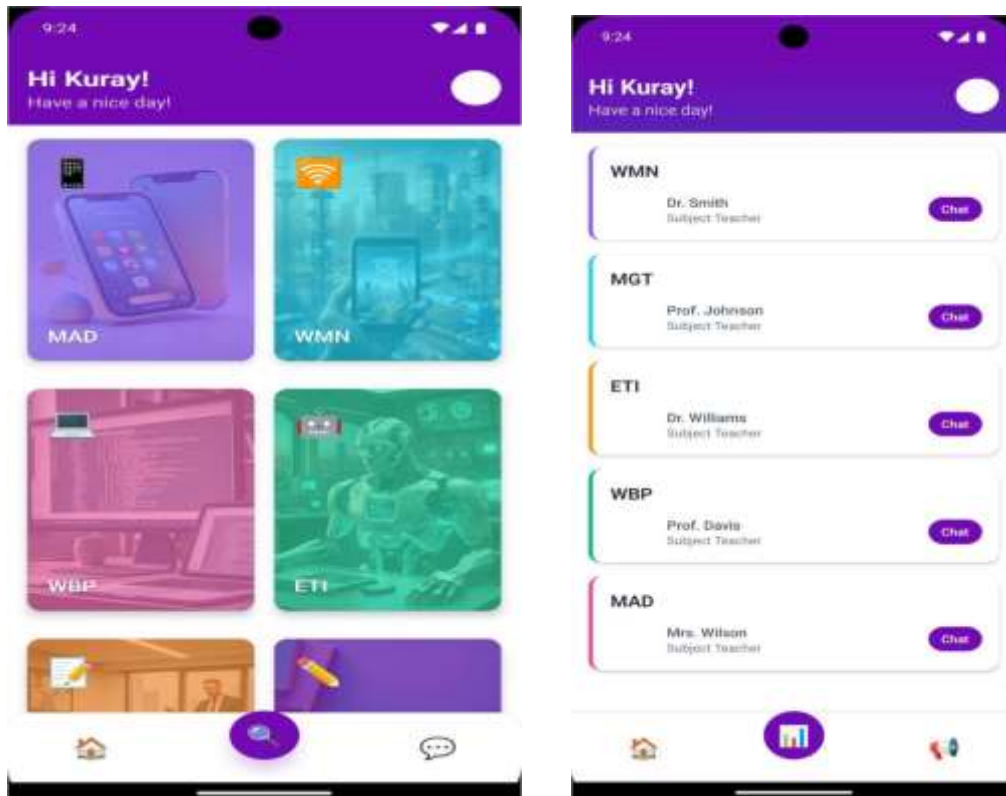 9:24
Hi Kuray!
Have a nice day!
MAD
WMN
WBP
ETI
9:24
Hi Kuray!
Have a nice day!
WMN
Dr. Smith
Subject Teacher
Chat
MGT
Prof. Johnson
Subject Teacher
Chat
ETI
Dr. Williams
Subject Teacher
Chat
WBP
Prof. Davis
Subject Teacher
Chat
MAD
Mrs. Wilson
Subject Teacher
Chat